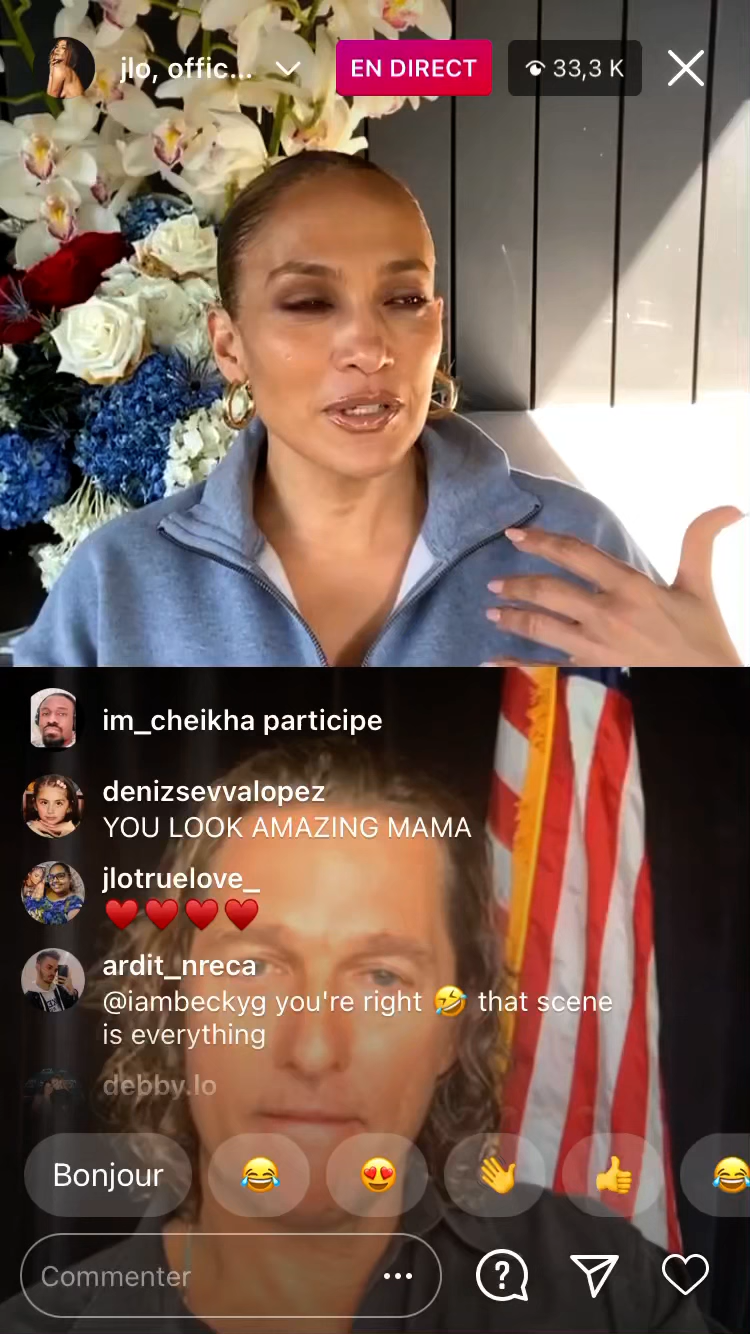 jlo, offic...
EN DIRECT
33,3 K
im_cheikha participe
denizsevvalopez
YOU LOOK AMAZING MAMA
jlotruelove_
❤️❤️❤️❤️
ardit_nreca
@iambeckyg you're right 🤣 that scene
is everything
debby.lo
Bonjour 😂 😍 👋 👍 😂
Commenter